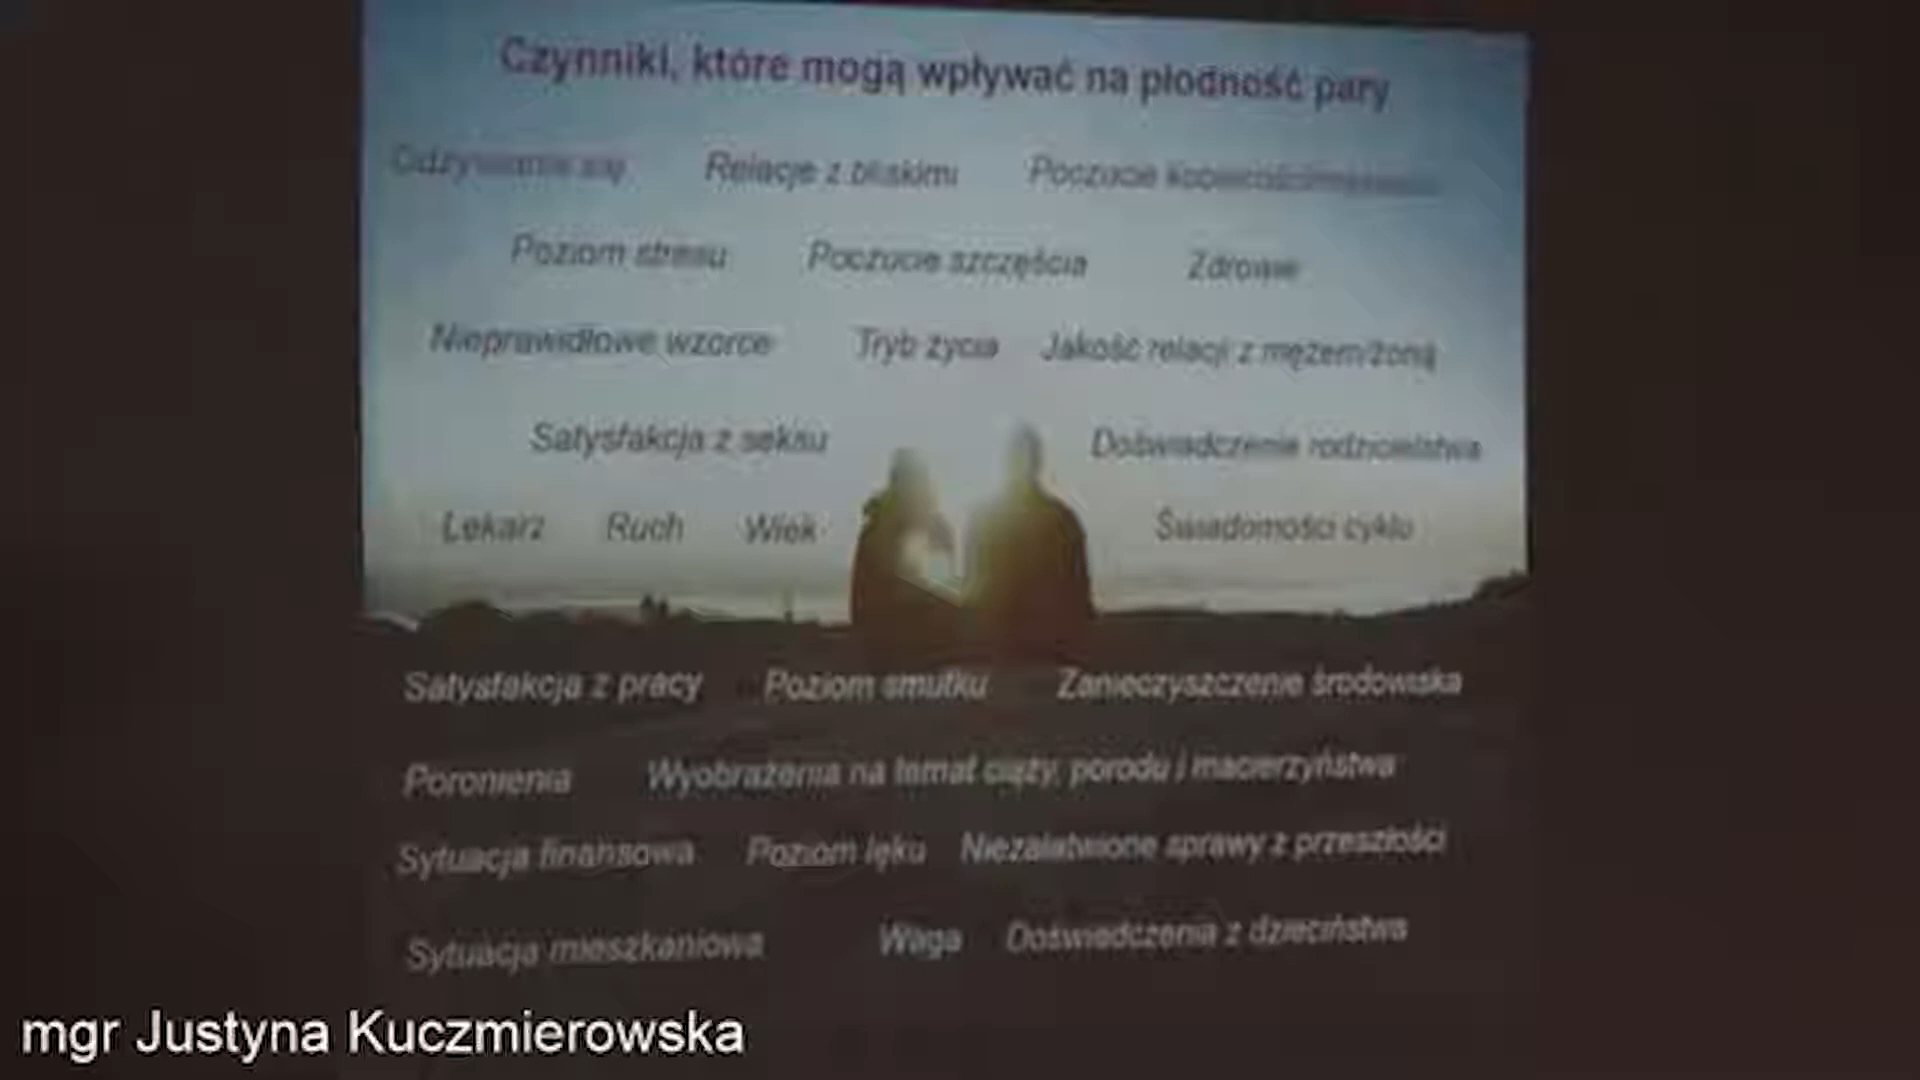 Czynniki, które mogą wpływać na płodność pary
Odżywianie się Relacje z bliskimi Poczucie
Poziom stresu Poczucie szczęścia Zdrowie
Nieprawidłowe wzorce Tryb życia Jakość relacji z mężem/żoną
Satysfakcja z seksu Doświadczenie rodzicielstwa
Lekarz Ruch Wiek Świadomości cyklu
Satysfakcja z pracy Poziom smutku Zanieczyszczenie środowiska
Poronienia Wyobrażenia na temat ciąży, porodu i macierzyństwa
Sytuacja finansowa Poziom lęku Niezałatwione sprawy z przeszłości
Sytuacja mieszkaniowa Waga Doświadczenia z dzieciństwa
mgr Justyna Kuczmierowska